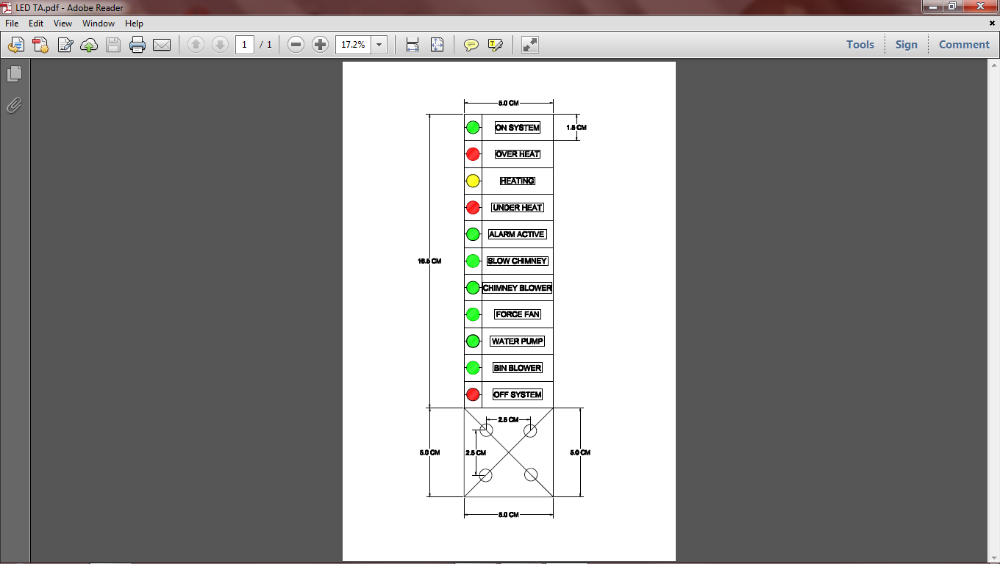 LED TA.pdf - Adobe Reader
File Edit View Window Help
1 / 1 17.2% Tools Sign Comment
5.0 CM
ON SYSTEM 1.5 CM
OVER HEAT
HEATING
UNDER HEAT
ALARM ACTIVE
16.5 CM SLOW CHIMNEY
CHIMNEY BLOWER
FORCE FAN
WATER PUMP
BIN BLOWER
OFF SYSTEM
2.5 CM
5.0 CM 2.5 CM 5.0 CM
5.0 CM